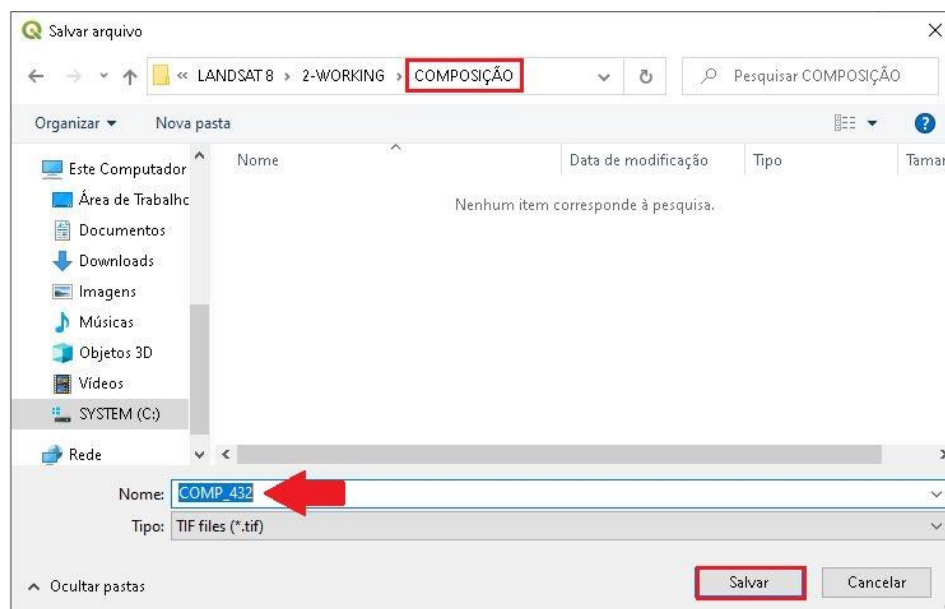 Salvar arquivo
« LANDSAT 8 › 2-WORKING › COMPOSIÇÃO
Pesquisar COMPOSIÇÃO
Organizar
Nova pasta
?
Este Computador
Área de Trabalhc
Documentos
Downloads
Imagens
Músicas
Objetos 3D
Vídeos
SYSTEM (C:)
Rede
Nome
Data de modificação
Tipo
Tamar
Nenhum item corresponde à pesquisa.
Nome: COMP_432
Tipo: TIF files (*.tif)
Ocultar pastas
Salvar
Cancelar